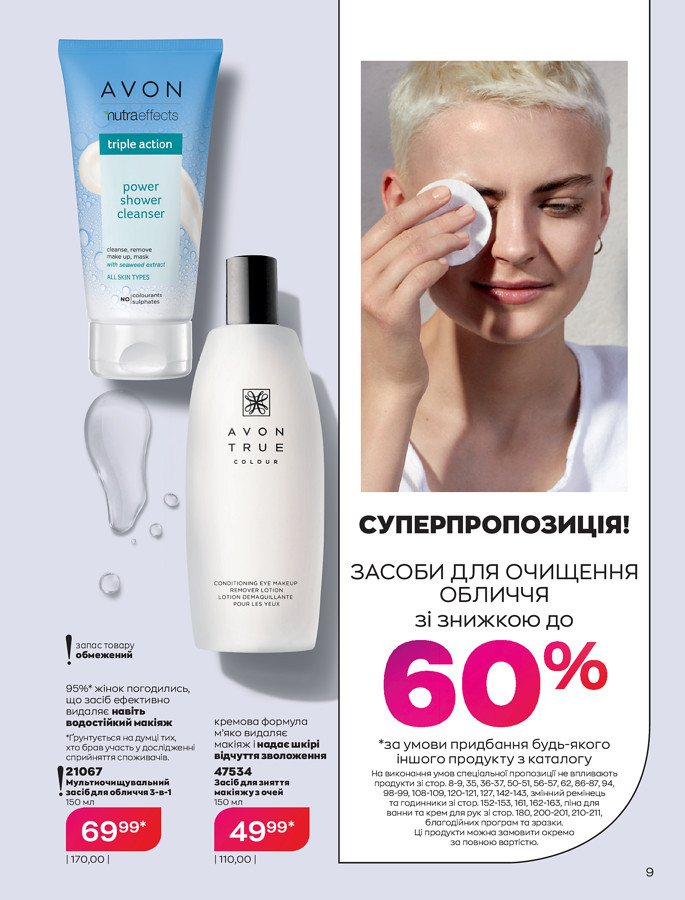 AVON
nutraeffects
triple action
power
shower
cleanser
cleanse, remove
make up, mask
with seaweed extract
ALL SKIN TYPES
NO colourants
sulphates
AVON
TRUE
COLOUR
CONDITIONING EYE MAKEUP
REMOVER LOTION
LOTION DÉMAQUILLANTE
POUR LES YEUX
! запас товару
обмежений
95%* жінок погодились,
що засіб ефективно
видаляє навіть
водостійкий макіяж
*Ґрунтується на думці тих,
хто брав участь у дослідженні
сприйняття споживачів.
! 21067
Мультиочищувальний
засіб для обличчя 3-в-1
150 мл
69 99*
| 170,00 |
кремова формула
м'яко видаляє
макіяж і надає шкірі
відчуття зволоження
47534
Засіб для зняття
макіяжу з очей
150 мл
49 99*
| 110,00 |
СУПЕРПРОПОЗИЦІЯ!
ЗАСОБИ ДЛЯ ОЧИЩЕННЯ
ОБЛИЧЧЯ
зі знижкою до
60%
*за умови придбання будь-якого
іншого продукту з каталогу
На виконання умов спеціальної пропозиції не впливають
продукти зі стор. 8-9, 35, 36-37, 50-51, 56-57, 62, 86-87, 94,
98-99, 108-109, 120-121, 127, 142-143, змінний ремінець
та годинники зі стор. 152-153, 161, 162-163, піна для
ванни та крем для рук зі стор. 180, 200-201, 210-211,
благодійних програм та зразки.
Ці продукти можна замовити окремо
за повною вартістю.
9